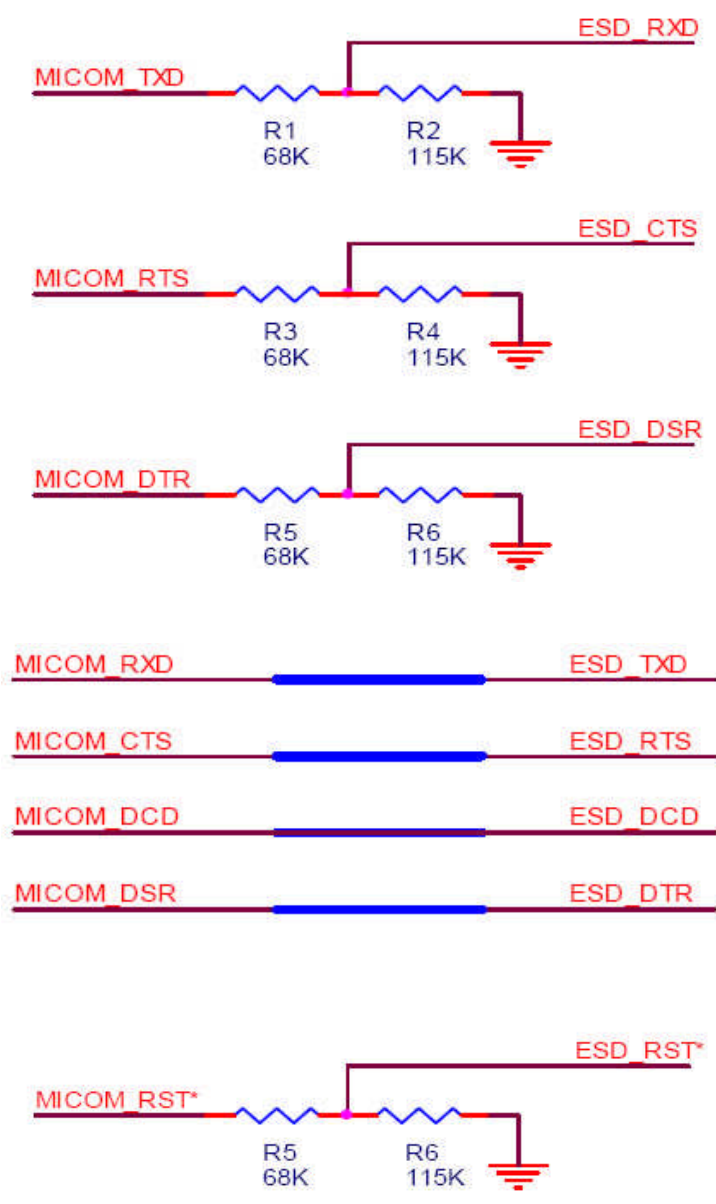 ESD_RXD
MICOM_TXD
R1 R2
68K 115K
ESD_CTS
MICOM_RTS
R3 R4
68K 115K
ESD_DSR
MICOM_DTR
R5 R6
68K 115K
MICOM_RXD ESD_TXD
MICOM_CTS ESD_RTS
MICOM_DCD ESD_DCD
MICOM_DSR ESD_DTR
ESD_RST*
MICOM_RST*
R5 R6
68K 115K